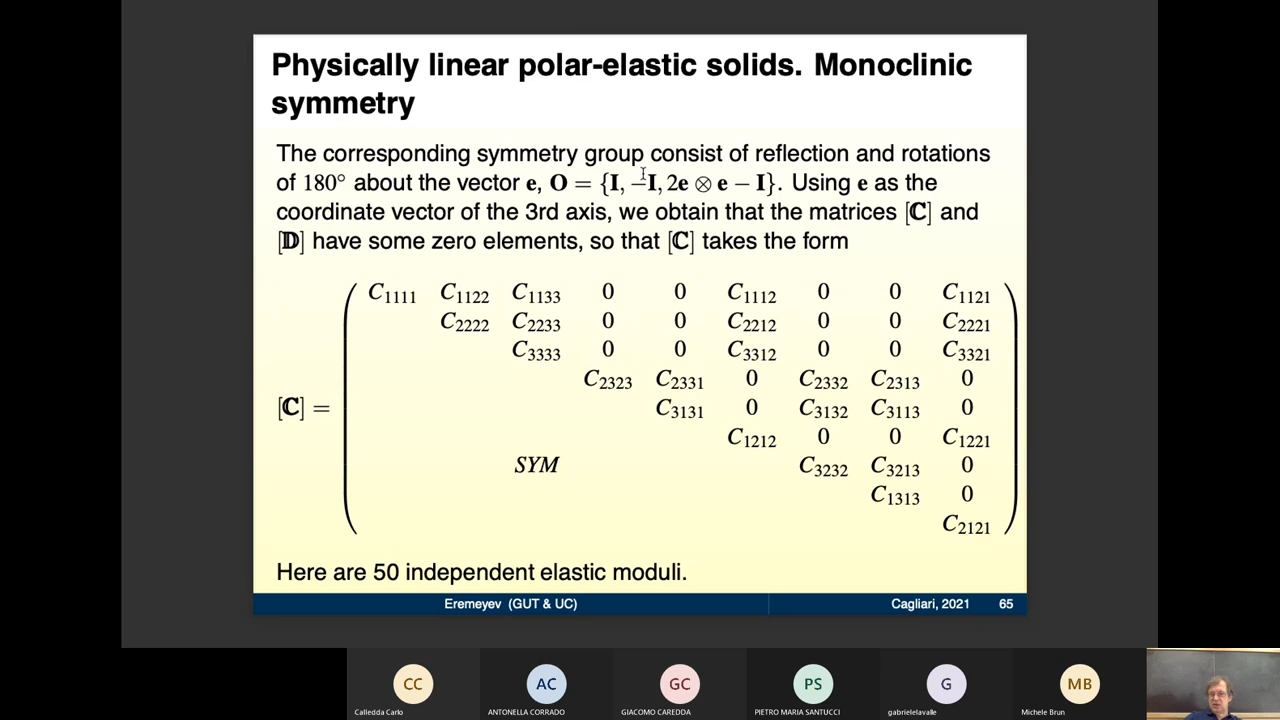 Physically linear polar-elastic solids. Monoclinic
symmetry
The corresponding symmetry group consist of reflection and rotations
of 180° about the vector e, O = {I, −I, 2e ⊗ e − I}. Using e as the
coordinate vector of the 3rd axis, we obtain that the matrices [ℂ] and
[𝔻] have some zero elements, so that [ℂ] takes the form
C1111 C1122 C1133 0 0 C1112 0 0 C1121
C2222 C2233 0 0 C2212 0 0 C2221
C3333 0 0 C3312 0 0 C3321
C2323 C2331 0 C2332 C2313 0
[ℂ] = C3131 0 C3132 C3113 0
C1212 0 0 C1221
SYM C3232 C3213 0
C1313 0
C2121
Here are 50 independent elastic moduli.
Eremeyev (GUT & UC) Cagliari, 2021 65
CC AC GC PS G MB
Calledda Carlo ANTONELLA CORRADO GIACOMO CAREDDA PIETRO MARIA SANTUCCI gabrielelavalle Michele Brun